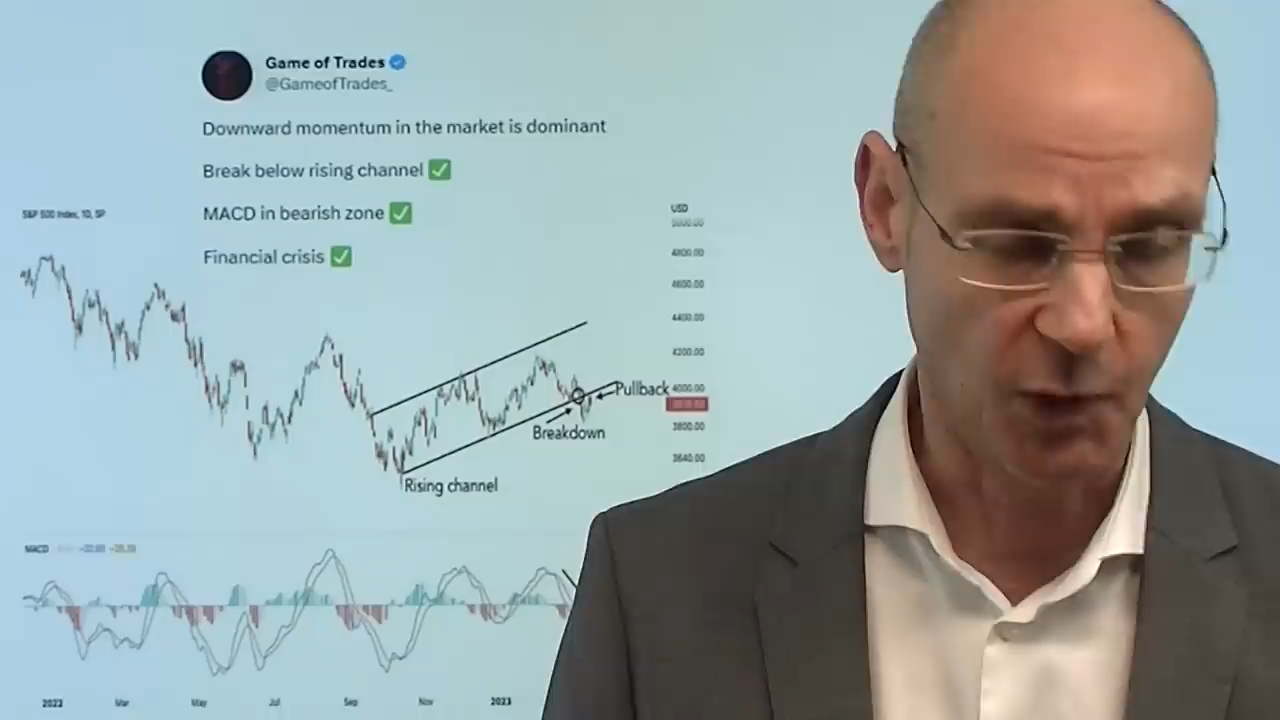 Game of Trades
@GameofTrades_
Downward momentum in the market is dominant
Break below rising channel ✅
MACD in bearish zone ✅
Financial crisis ✅
S&P 500 Index, 1D, SP
USD
5000.00
4800.00
4600.00
4400.00
4200.00
4000.00
3800.00
3640.00
Pullback
Breakdown
Rising channel
MACD
2022
Mar
May
Jul
Sep
Nov
2023